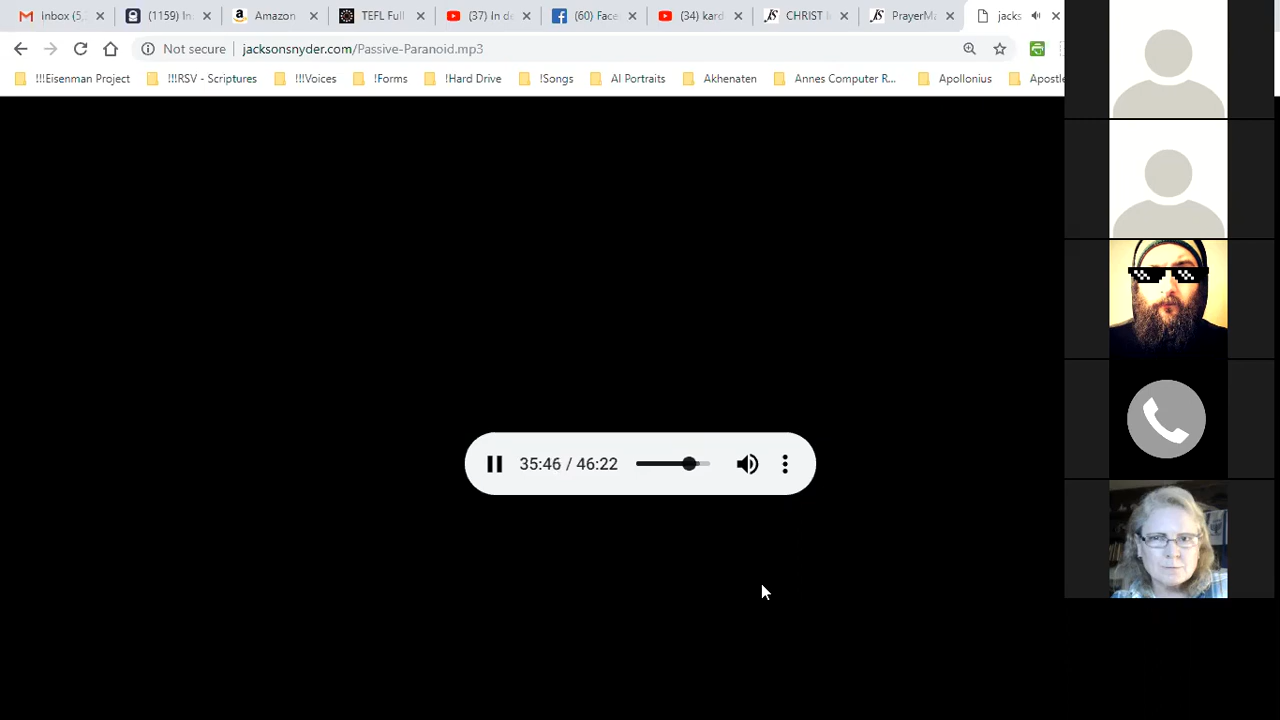 inbox (5, (1159) In Amazon TEFL Full (37) in de (60) Face (34) kard CHRIST PrayerMa jacks
Not secure jacksonsnyder.com/Passive-Paranoid.mp3
!!!Eisenman Project !!!RSV - Scriptures !!!Voices !Forms !Hard Drive !Songs AI Portraits Akhenaten Annes Computer R... Apollonius Apostle
35:46 / 46:22